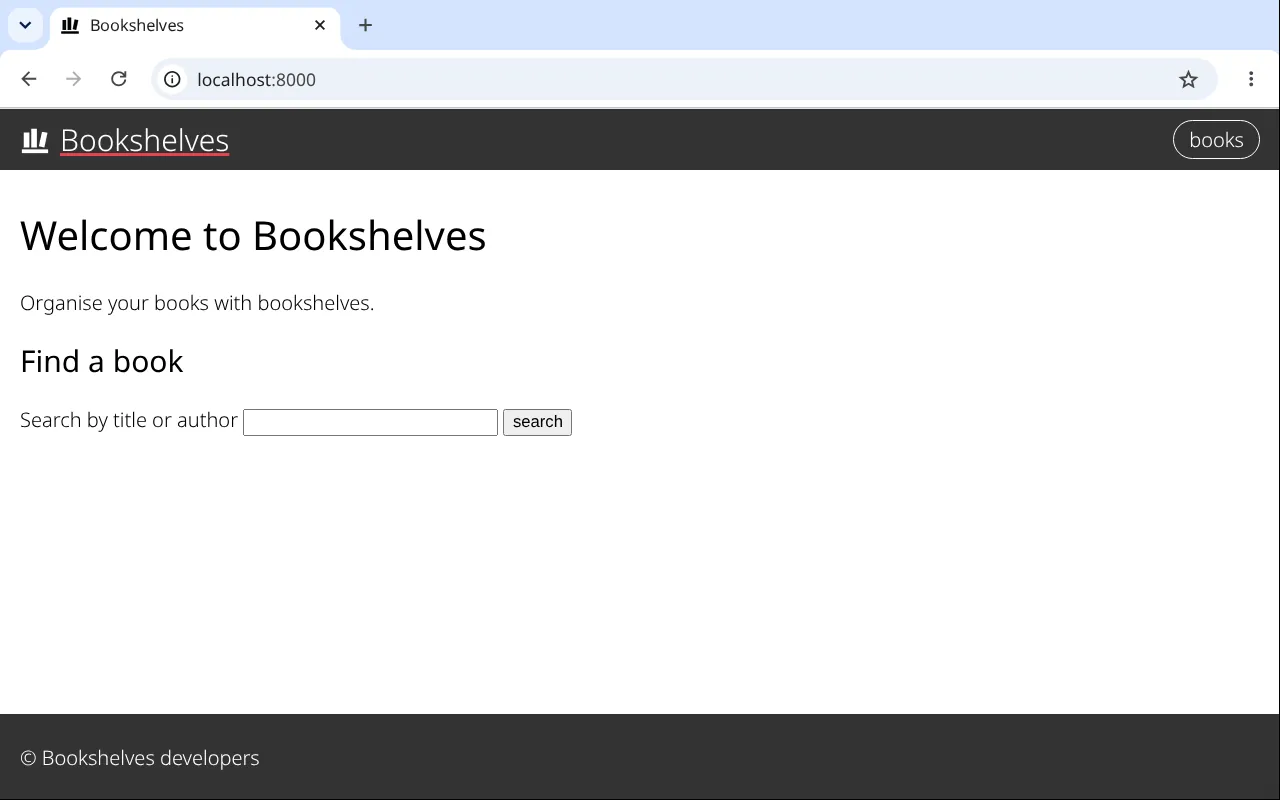 Bookshelves
localhost:8000
Bookshelves
books
Welcome to Bookshelves
Organise your books with bookshelves.
Find a book
Search by title or author search
© Bookshelves developers